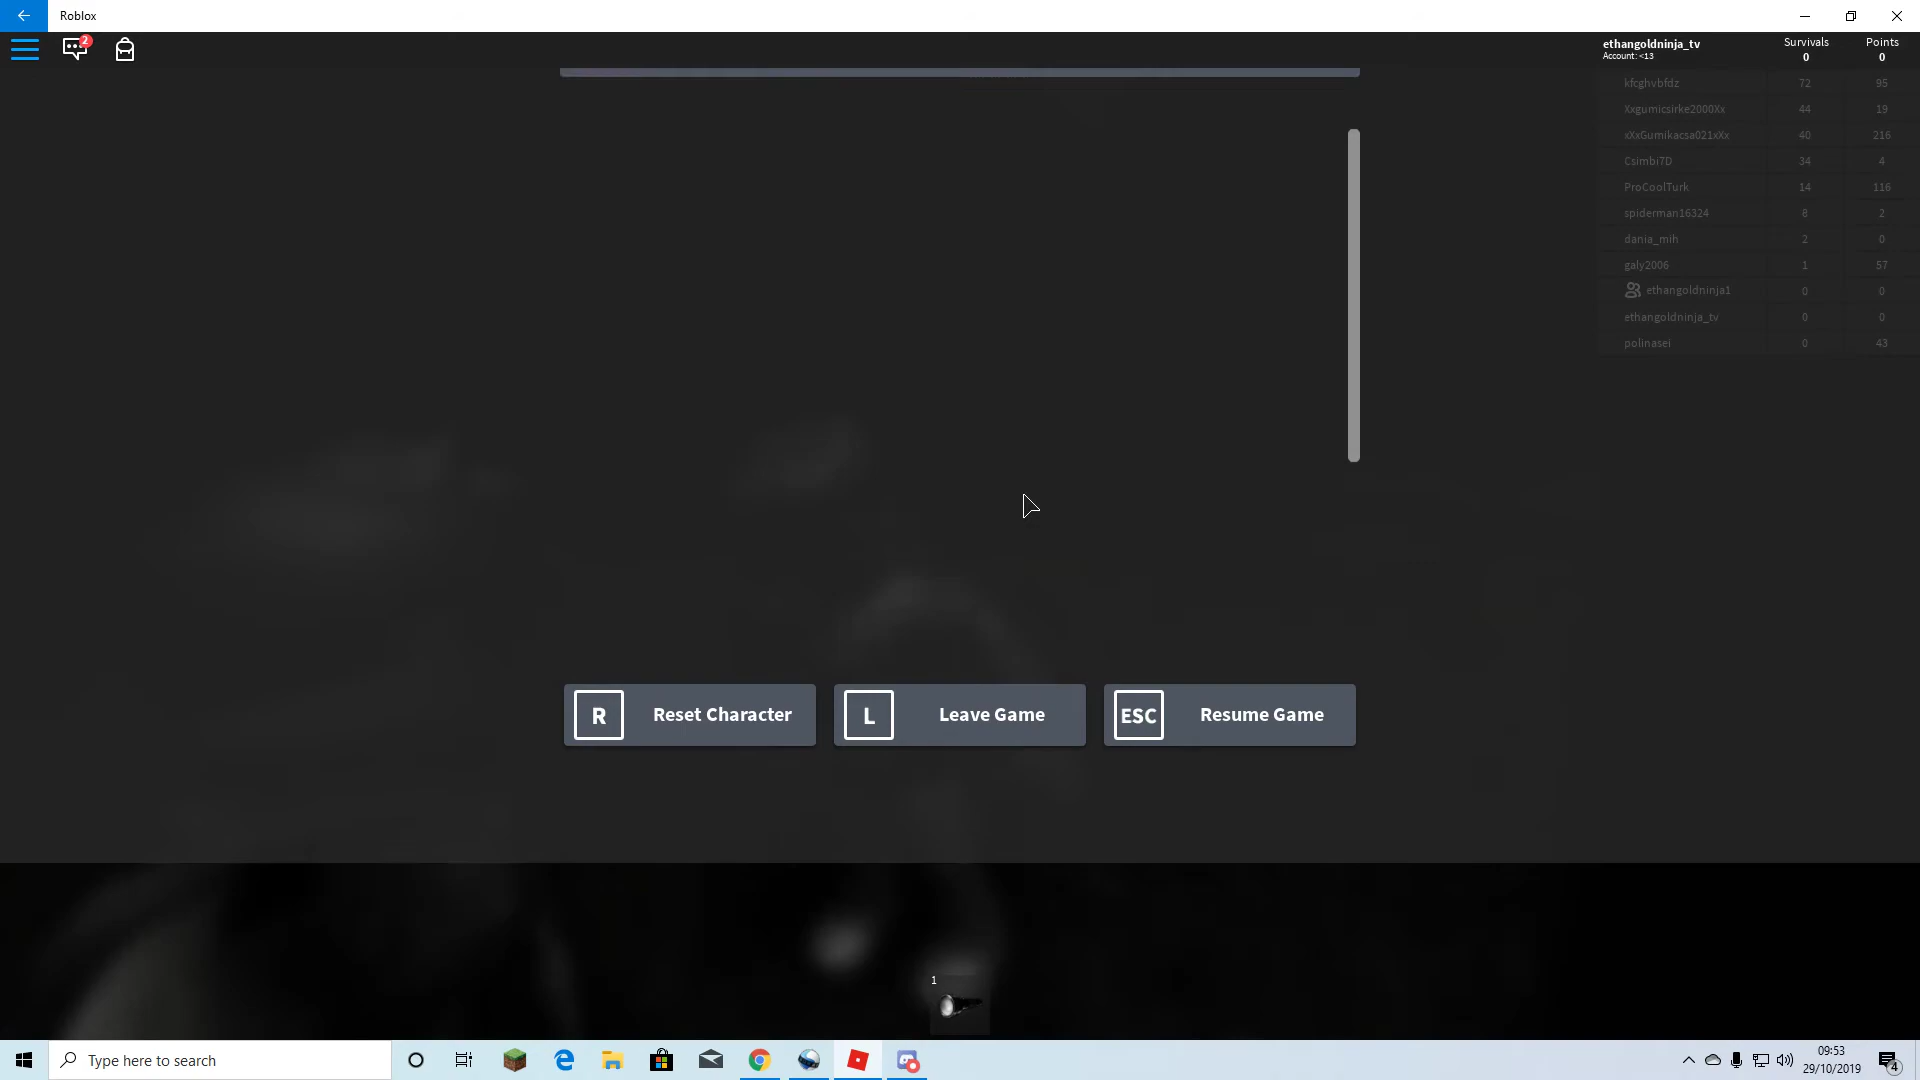 Roblox
2
ethangoldninja_tv Survivals Points
Account: <13 0 0
kfcghvbfdz 72 95
Xxgumicsirke2000Xx 44 19
xXxGumikacsa021xXx 40 216
Csimbi7D 34 4
ProCoolTurk 14 116
spiderman16324 8 2
dania_mih 2 0
galy2006 1 57
ethangoldninja1 0 0
ethangoldninja_tv 0 0
polinasei 0 43
R Reset Character L Leave Game ESC Resume Game
1
Type here to search
09:53
29/10/2019
4